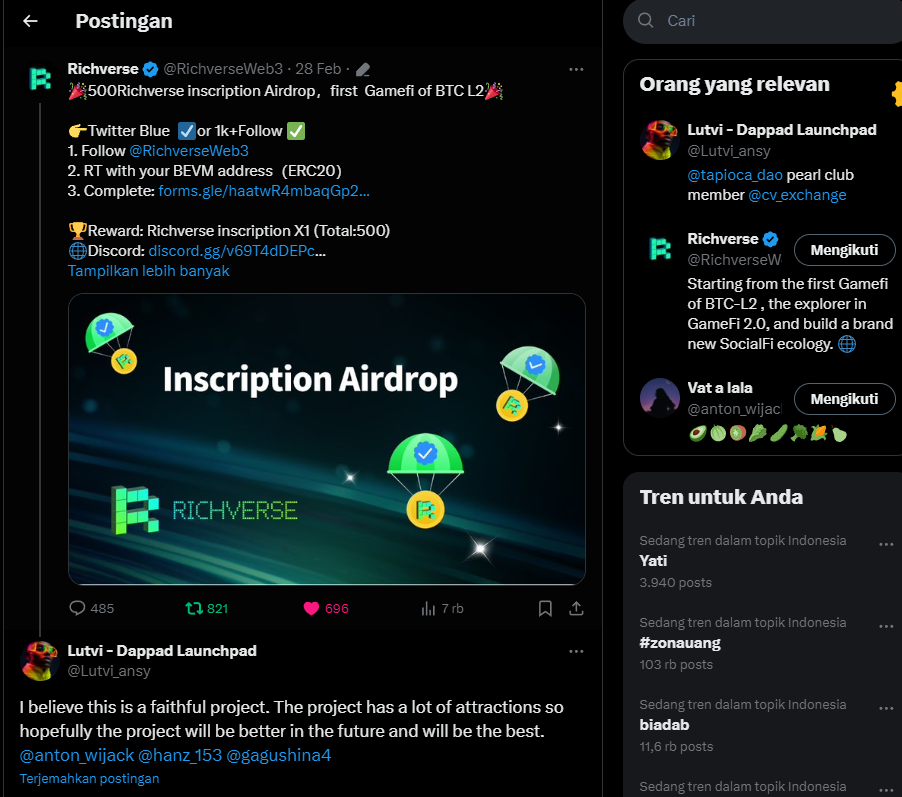 Postingan
Richverse @RichverseWeb3 · 28 Feb ·
🎉500Richverse inscription Airdrop，first Gamefi of BTC L2🎉
👉Twitter Blue ☑️or 1k+Follow ✅
1. Follow @RichverseWeb3
2. RT with your BEVM address（ERC20）
3. Complete: forms.gle/haatwR4mbaqGp2…
🏆Reward: Richverse inscription X1 (Total:500)
🌐Discord: discord.gg/v69T4dDEPc…
Tampilkan lebih banyak
Inscription Airdrop
RICHVERSE
485 821 696 7 rb
Lutvi - Dappad Launchpad
@Lutvi_ansy
I believe this is a faithful project. The project has a lot of attractions so
hopefully the project will be better in the future and will be the best.
@anton_wijack @hanz_153 @gagushina4
Terjemahkan postingan
Cari
Orang yang relevan
Lutvi - Dappad Launchpad
@Lutvi_ansy
@tapioca_dao pearl club
member @cv_exchange
Richverse
@RichverseW
Mengikuti
Starting from the first Gamefi
of BTC-L2 , the explorer in
GameFi 2.0, and build a brand
new SocialFi ecology. 🌐
Vat a lala
@anton_wijac
Mengikuti
🥑🍈🥝🥬🥒🥦🌽🍐
Tren untuk Anda
Sedang tren dalam topik Indonesia
Yati
3.940 posts
Sedang tren dalam topik Indonesia
#zonauang
103 rb posts
Sedang tren dalam topik Indonesia
biadab
11,6 rb posts
Sedang tren dalam topik Indonesia